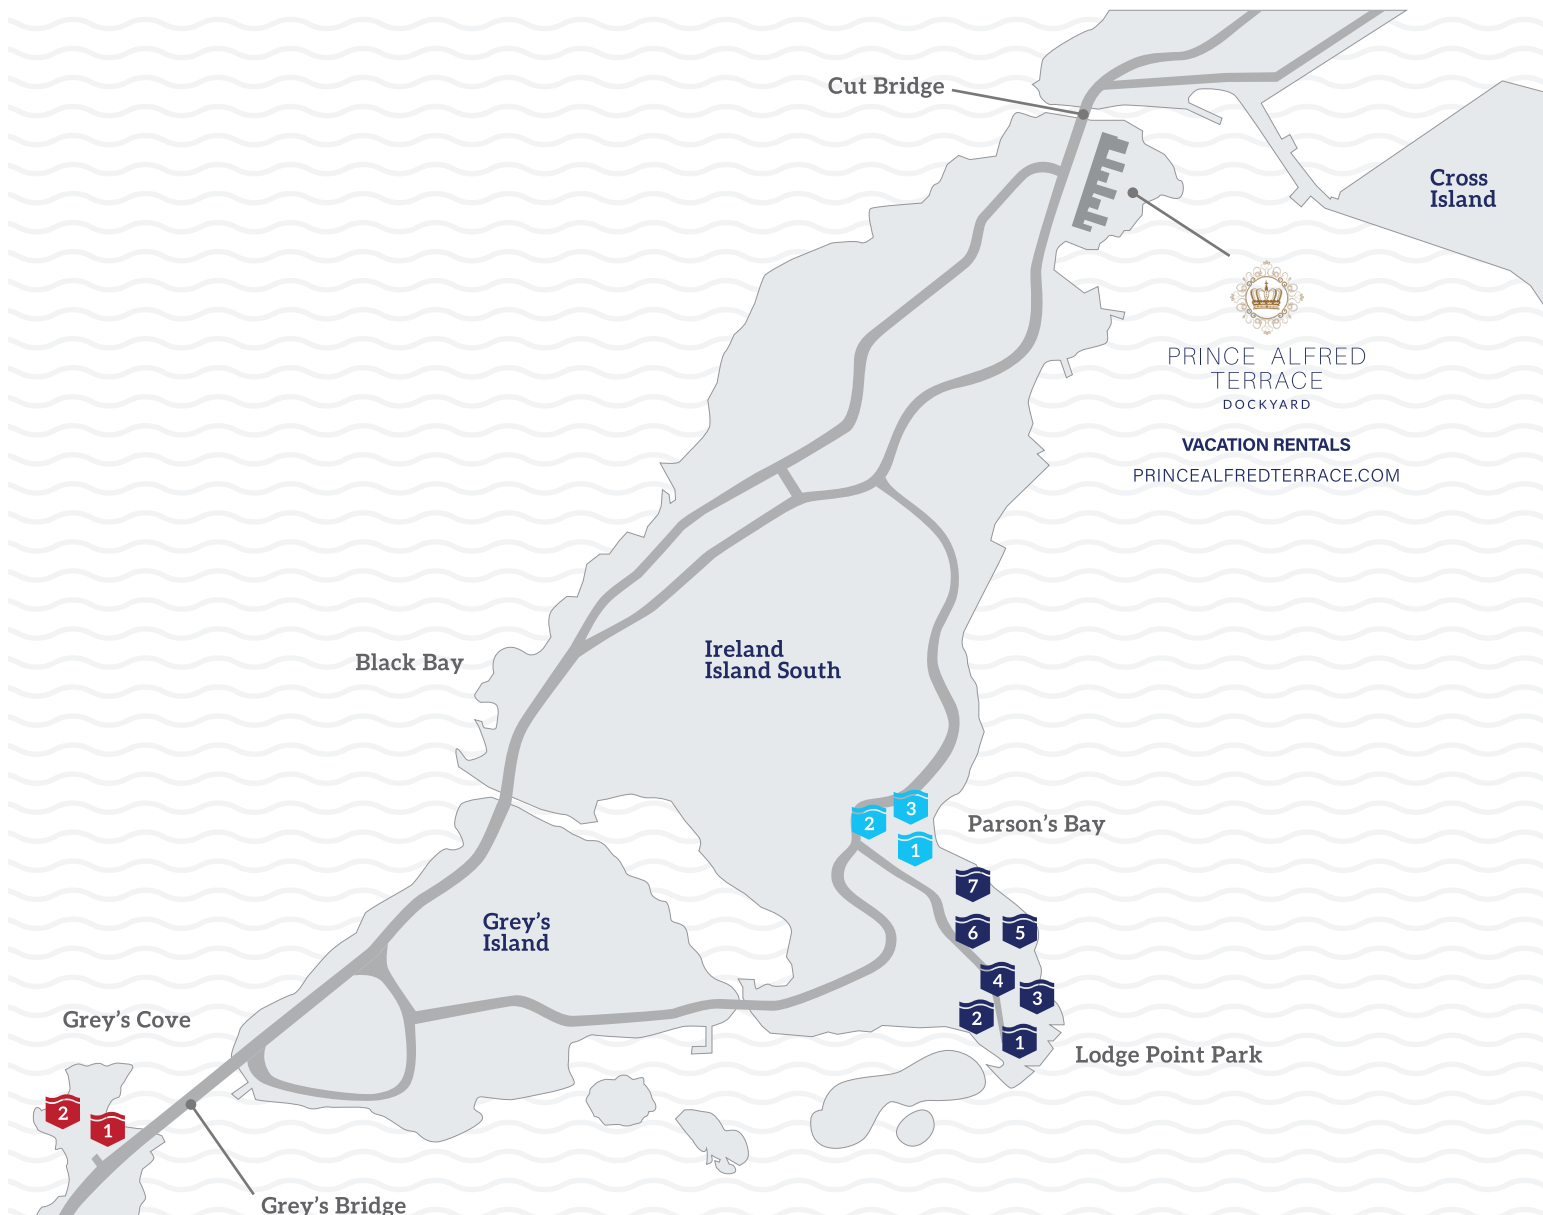 Cut Bridge
Cross
Island
PRINCE ALFRED
TERRACE
DOCKYARD
VACATION RENTALS
PRINCEALFREDTERRACE.COM
Ireland
Island South
Black Bay
3
2
1
Parson’s Bay
7
6
5
4
3
2
1
Grey’s
Island
Grey’s Cove
Lodge Point Park
2
1
Grey’s Bridge